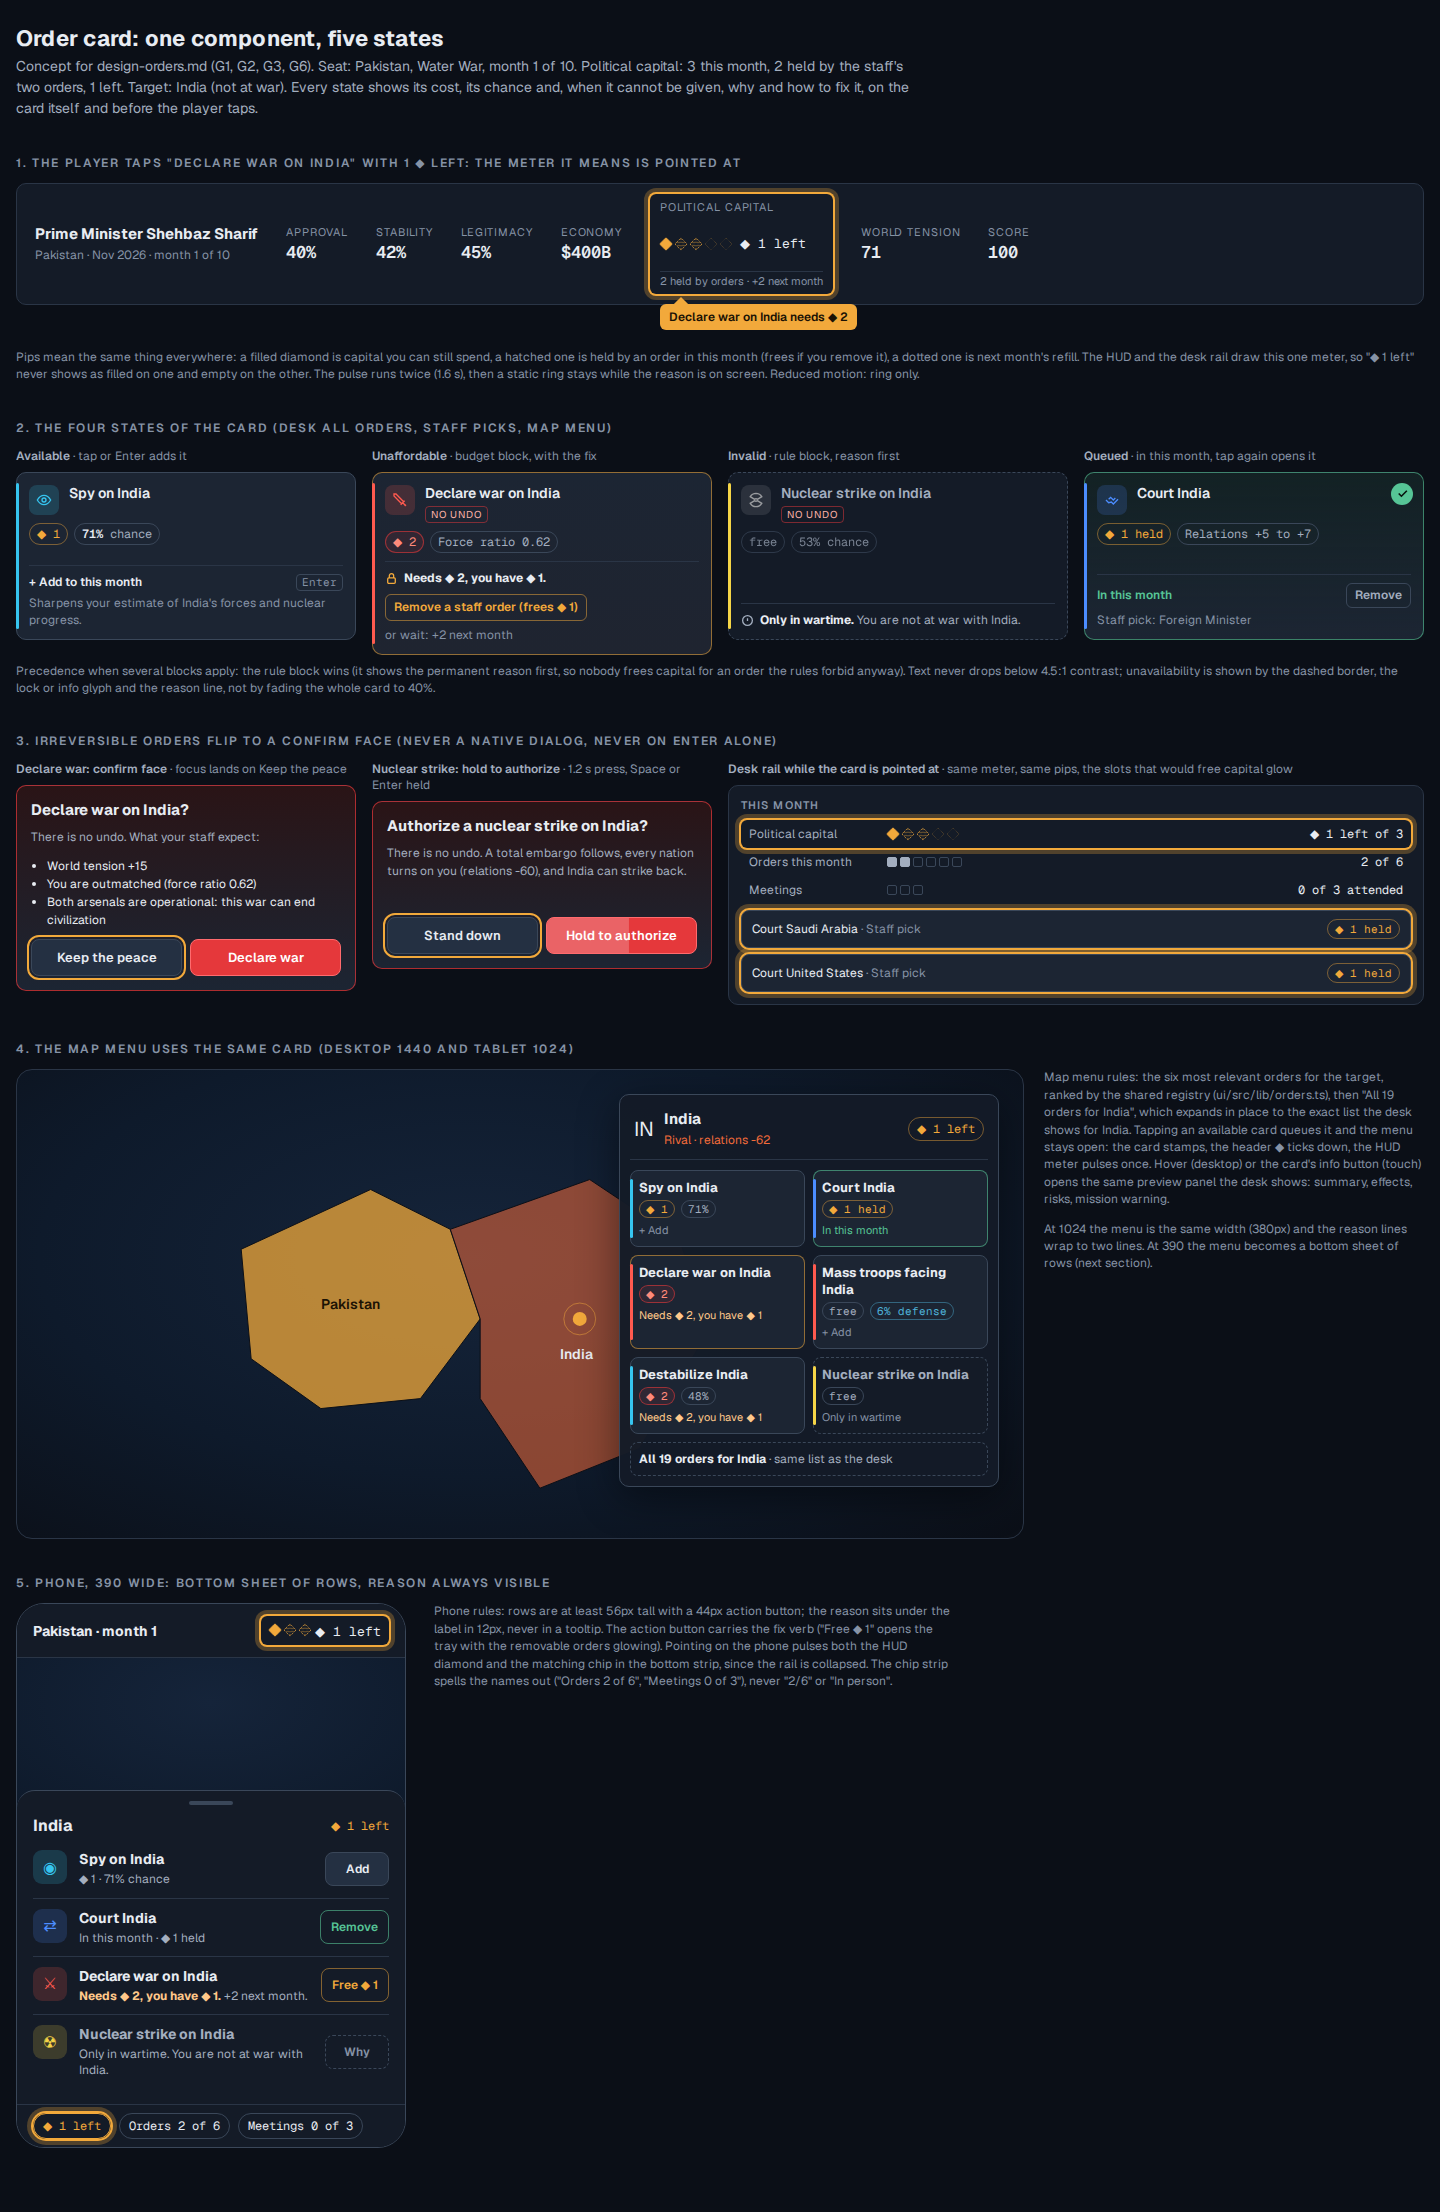 Order card: one component, five states
Concept for design-orders.md (G1, G2, G3, G6). Seat: Pakistan, Water War, month 1 of 10. Political capital: 3 this month, 2 held by the staff's
two orders, 1 left. Target: India (not at war). Every state shows its cost, its chance and, when it cannot be given, why and how to fix it, on the
card itself and before the player taps.
1. THE PLAYER TAPS "DECLARE WAR ON INDIA" WITH 1 ◆ LEFT: THE METER IT MEANS IS POINTED AT
Prime Minister Shehbaz Sharif
Pakistan · Nov 2026 · month 1 of 10
APPROVAL
40%
STABILITY
42%
LEGITIMACY
45%
ECONOMY
$400B
POLITICAL CAPITAL
◆ 1 left
2 held by orders · +2 next month
WORLD TENSION
71
SCORE
100
Declare war on India needs ◆ 2
Pips mean the same thing everywhere: a filled diamond is capital you can still spend, a hatched one is held by an order in this month (frees if you remove it), a dotted one is next month's refill. The HUD and the desk rail draw this one meter, so "◆ 1 left"
never shows as filled on one and empty on the other. The pulse runs twice (1.6 s), then a static ring stays while the reason is on screen. Reduced motion: ring only.
2. THE FOUR STATES OF THE CARD (DESK ALL ORDERS, STAFF PICKS, MAP MENU)
Available · tap or Enter adds it
Spy on India
◆ 1
71% chance
+ Add to this month
Enter
Sharpens your estimate of India's forces and nuclear
progress.
Unaffordable · budget block, with the fix
Declare war on India
NO UNDO
◆ 2
Force ratio 0.62
Needs ◆ 2, you have ◆ 1.
Remove a staff order (frees ◆ 1)
or wait: +2 next month
Invalid · rule block, reason first
Nuclear strike on India
NO UNDO
free
53% chance
Only in wartime. You are not at war with India.
Queued · in this month, tap again opens it
Court India
◆ 1 held
Relations +5 to +7
In this month
Remove
Staff pick: Foreign Minister
Precedence when several blocks apply: the rule block wins (it shows the permanent reason first, so nobody frees capital for an order the rules forbid anyway). Text never drops below 4.5:1 contrast; unavailability is shown by the dashed border, the
lock or info glyph and the reason line, not by fading the whole card to 40%.
3. IRREVERSIBLE ORDERS FLIP TO A CONFIRM FACE (NEVER A NATIVE DIALOG, NEVER ON ENTER ALONE)
Declare war: confirm face · focus lands on Keep the peace
Declare war on India?
There is no undo. What your staff expect:
• World tension +15
• You are outmatched (force ratio 0.62)
• Both arsenals are operational: this war can end
civilization
Keep the peace
Declare war
Nuclear strike: hold to authorize · 1.2 s press, Space or
Enter held
Authorize a nuclear strike on India?
There is no undo. A total embargo follows, every nation
turns on you (relations -60), and India can strike back.
Stand down
Hold to authorize
Desk rail while the card is pointed at · same meter, same pips, the slots that would free capital glow
THIS MONTH
Political capital
◆ 1 left of 3
Orders this month
2 of 6
Meetings
0 of 3 attended
Court Saudi Arabia · Staff pick
◆ 1 held
Court United States · Staff pick
◆ 1 held
4. THE MAP MENU USES THE SAME CARD (DESKTOP 1440 AND TABLET 1024)
Pakistan
India
IN
India
Rival · relations -62
◆ 1 left
Spy on India
◆ 1
71%
+ Add
Court India
◆ 1 held
In this month
Declare war on India
◆ 2
Needs ◆ 2, you have ◆ 1
Mass troops facing
India
free
6% defense
+ Add
Destabilize India
◆ 2
48%
Needs ◆ 2, you have ◆ 1
Nuclear strike on India
free
Only in wartime
All 19 orders for India · same list as the desk
Map menu rules: the six most relevant orders for the target,
ranked by the shared registry (ui/src/lib/orders.ts), then "All 19
orders for India", which expands in place to the exact list the desk
shows for India. Tapping an available card queues it and the menu
stays open: the card stamps, the header ◆ ticks down, the HUD
meter pulses once. Hover (desktop) or the card's info button (touch)
opens the same preview panel the desk shows: summary, effects,
risks, mission warning.
At 1024 the menu is the same width (380px) and the reason lines
wrap to two lines. At 390 the menu becomes a bottom sheet of
rows (next section).
5. PHONE, 390 WIDE: BOTTOM SHEET OF ROWS, REASON ALWAYS VISIBLE
Pakistan · month 1
◆ 1 left
India
◆ 1 left
Spy on India
◆ 1 · 71% chance
Add
Court India
In this month · ◆ 1 held
Remove
Declare war on India
Needs ◆ 2, you have ◆ 1. +2 next month.
Free ◆ 1
Nuclear strike on India
Only in wartime. You are not at war with
India.
Why
◆ 1 left
Orders 2 of 6
Meetings 0 of 3
Phone rules: rows are at least 56px tall with a 44px action button; the reason sits under the
label in 12px, never in a tooltip. The action button carries the fix verb ("Free ◆ 1" opens the
tray with the removable orders glowing). Pointing on the phone pulses both the HUD
diamond and the matching chip in the bottom strip, since the rail is collapsed. The chip strip
spells the names out ("Orders 2 of 6", "Meetings 0 of 3"), never "2/6" or "In person".